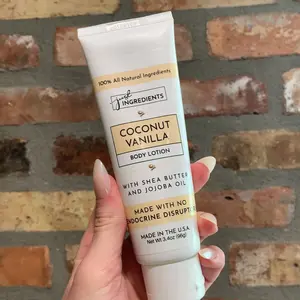 100% All Natural Ingredients
just
INGREDIENTS
COCONUT
VANILLA
BODY LOTION
WITH SHEA BUTTER
AND JOJOBA OIL
MADE WITH NO
ENDOCRINE DISRUPT
MADE IN THE U.S.A.
Net Wt 3.4oz (96g)